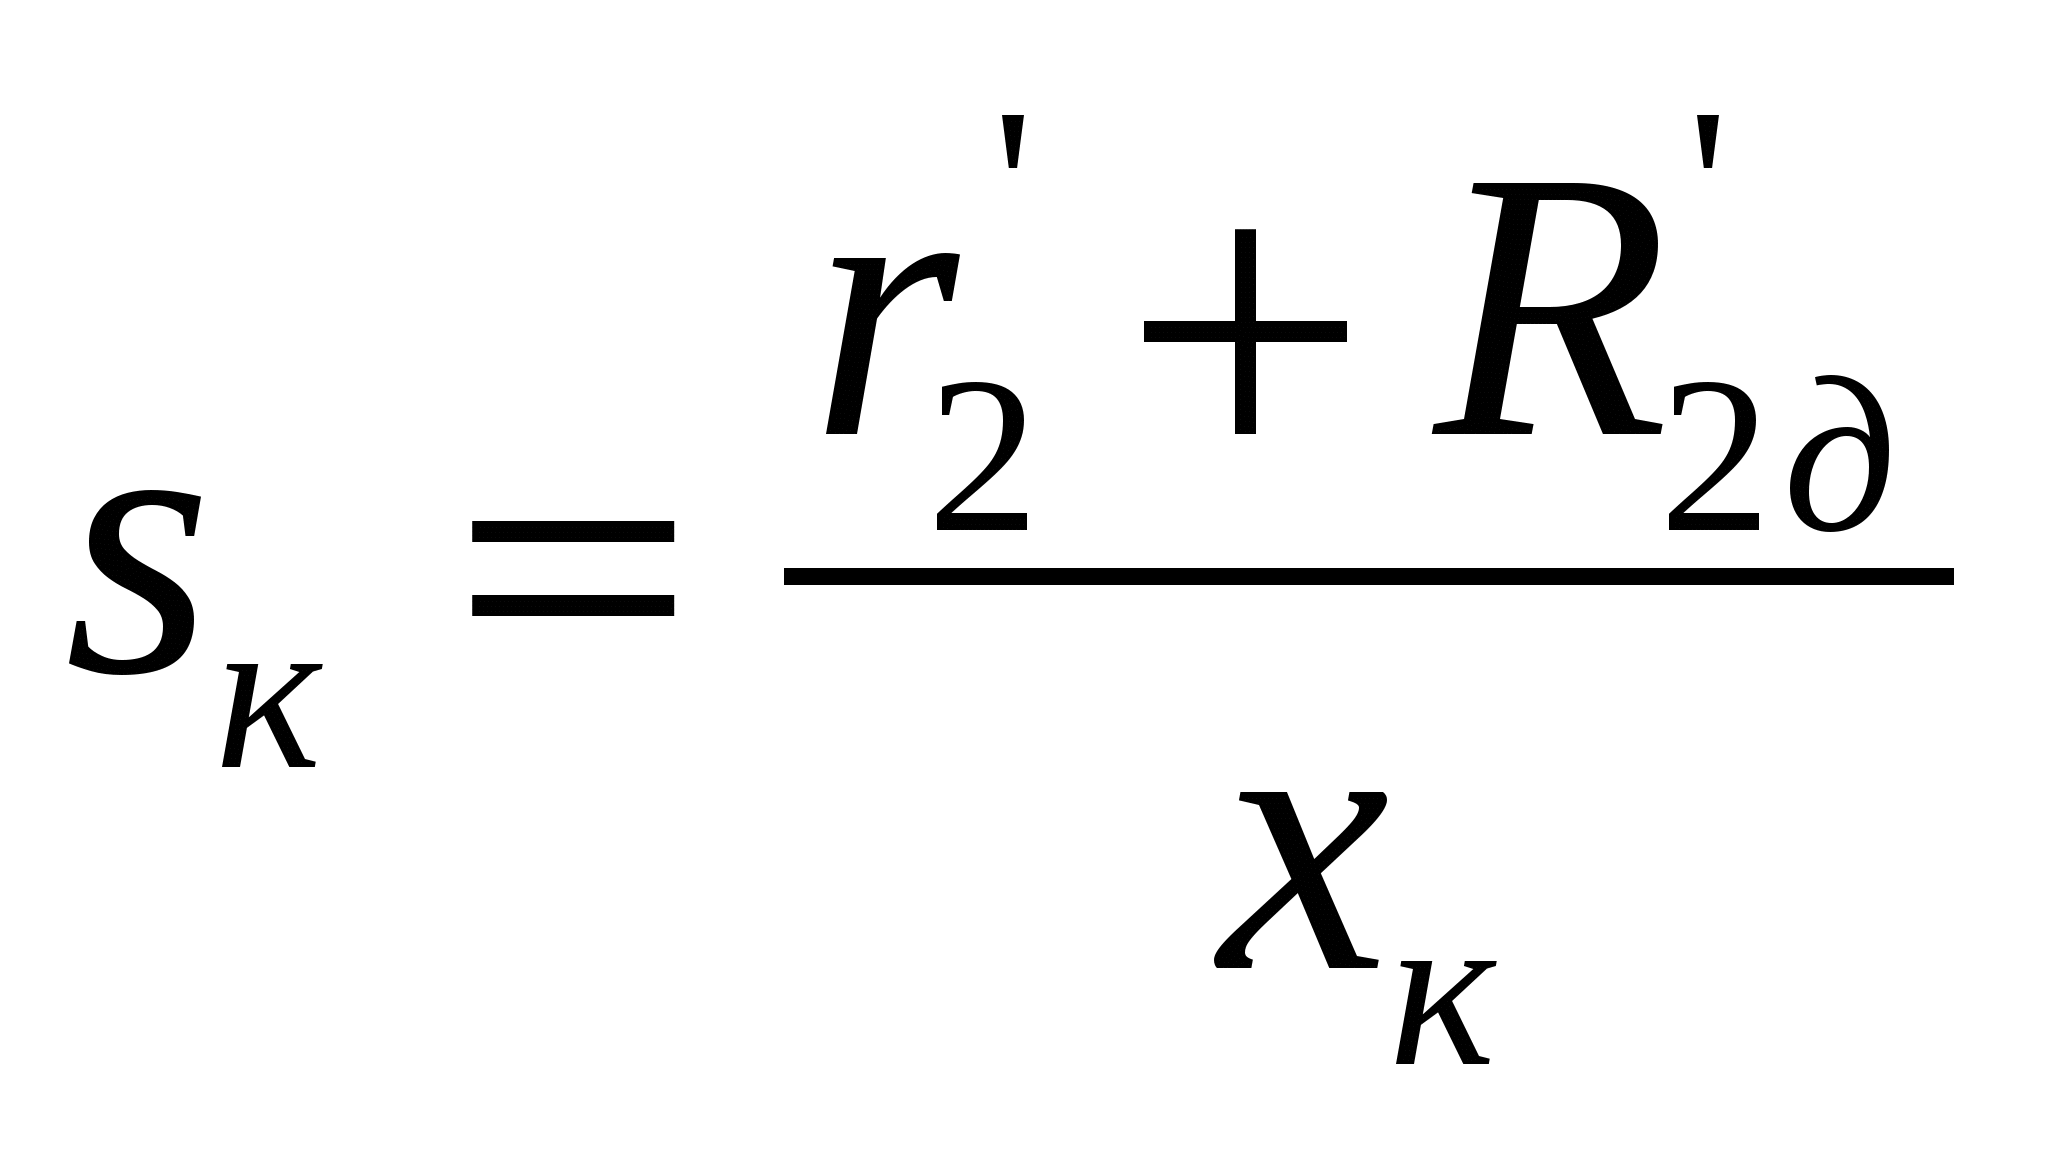 s_к = (r_2' + R_2д') / x_к